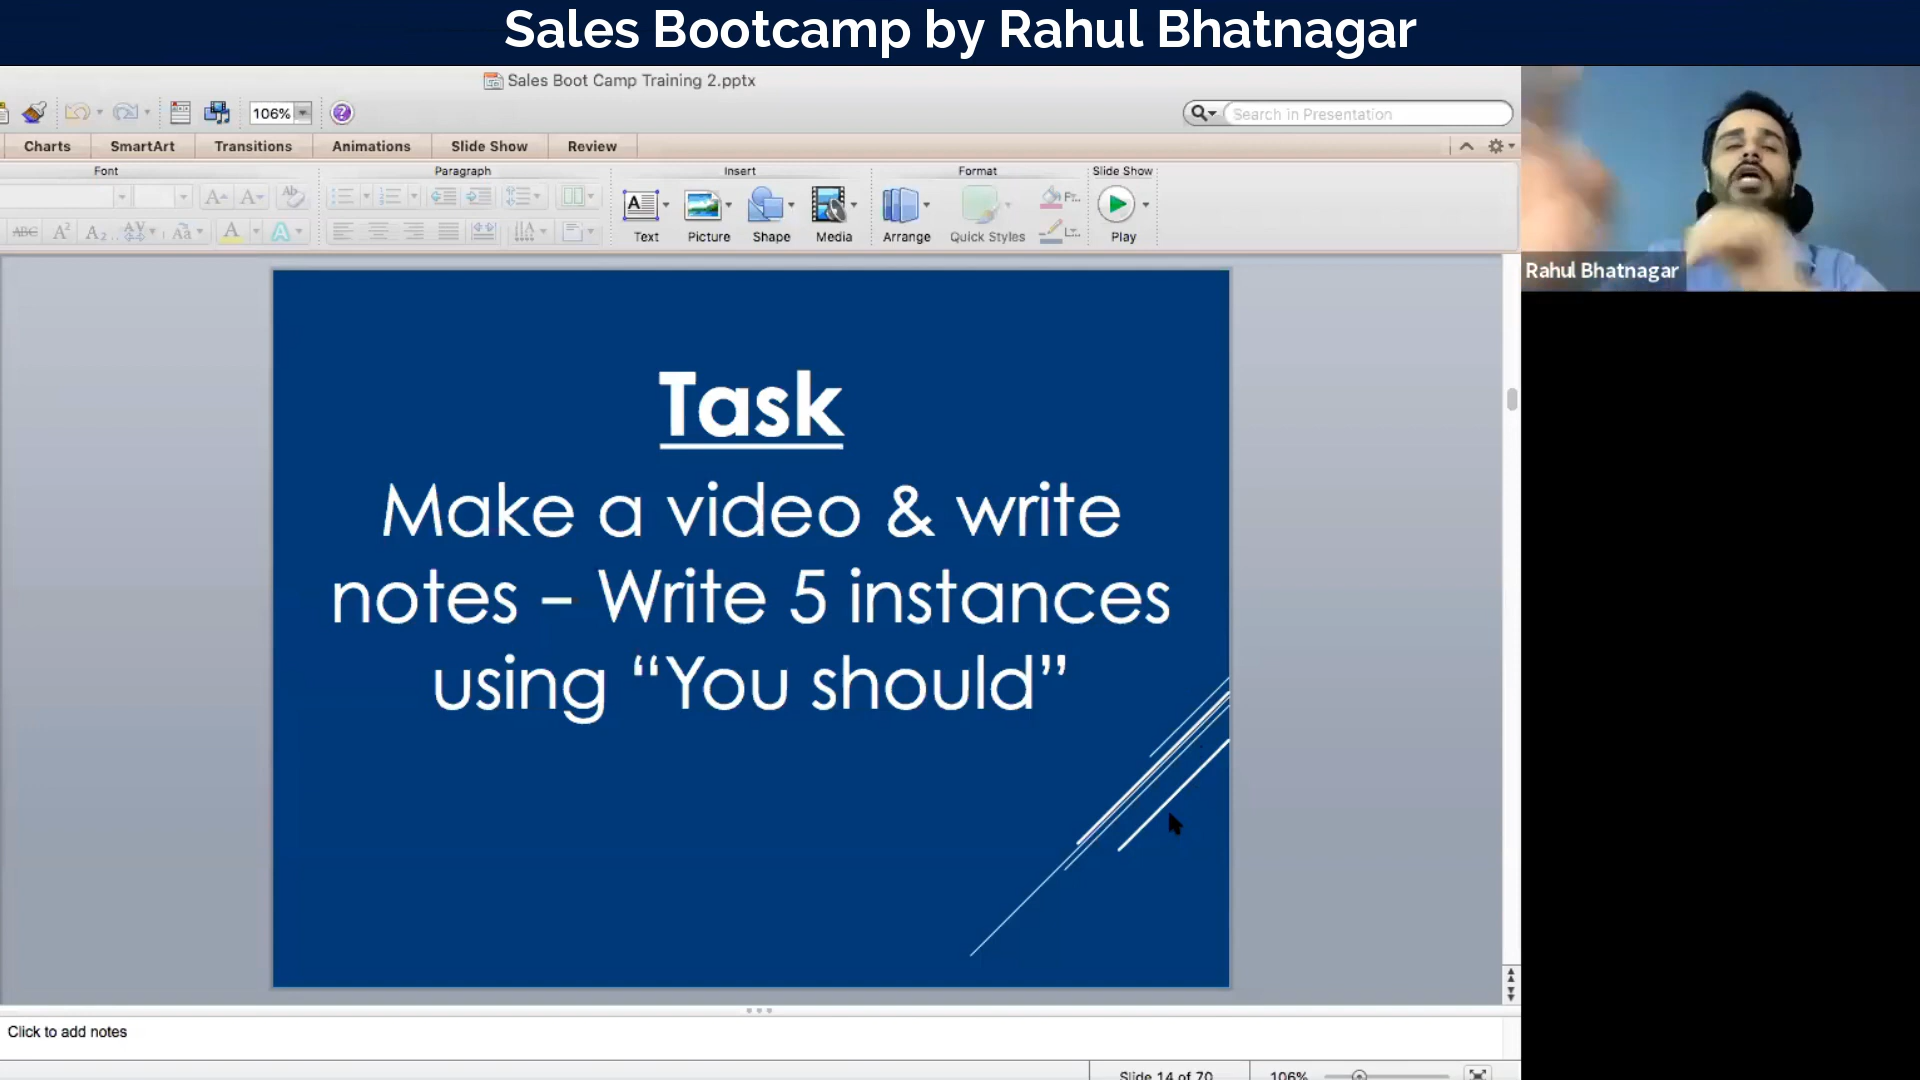 Sales Bootcamp by Rahul Bhatnagar
Sales Boot Camp Training 2.pptx
106%
Search in Presentation
Charts
SmartArt
Transitions
Animations
Slide Show
Review
Font
Paragraph
Insert
Format
Slide Show
Text
Picture
Shape
Media
Arrange
Quick Styles
Play
Rahul Bhatnagar
Task
Make a video & write
notes – Write 5 instances
using “You should”
Click to add notes
Slide 14 of 70
106%